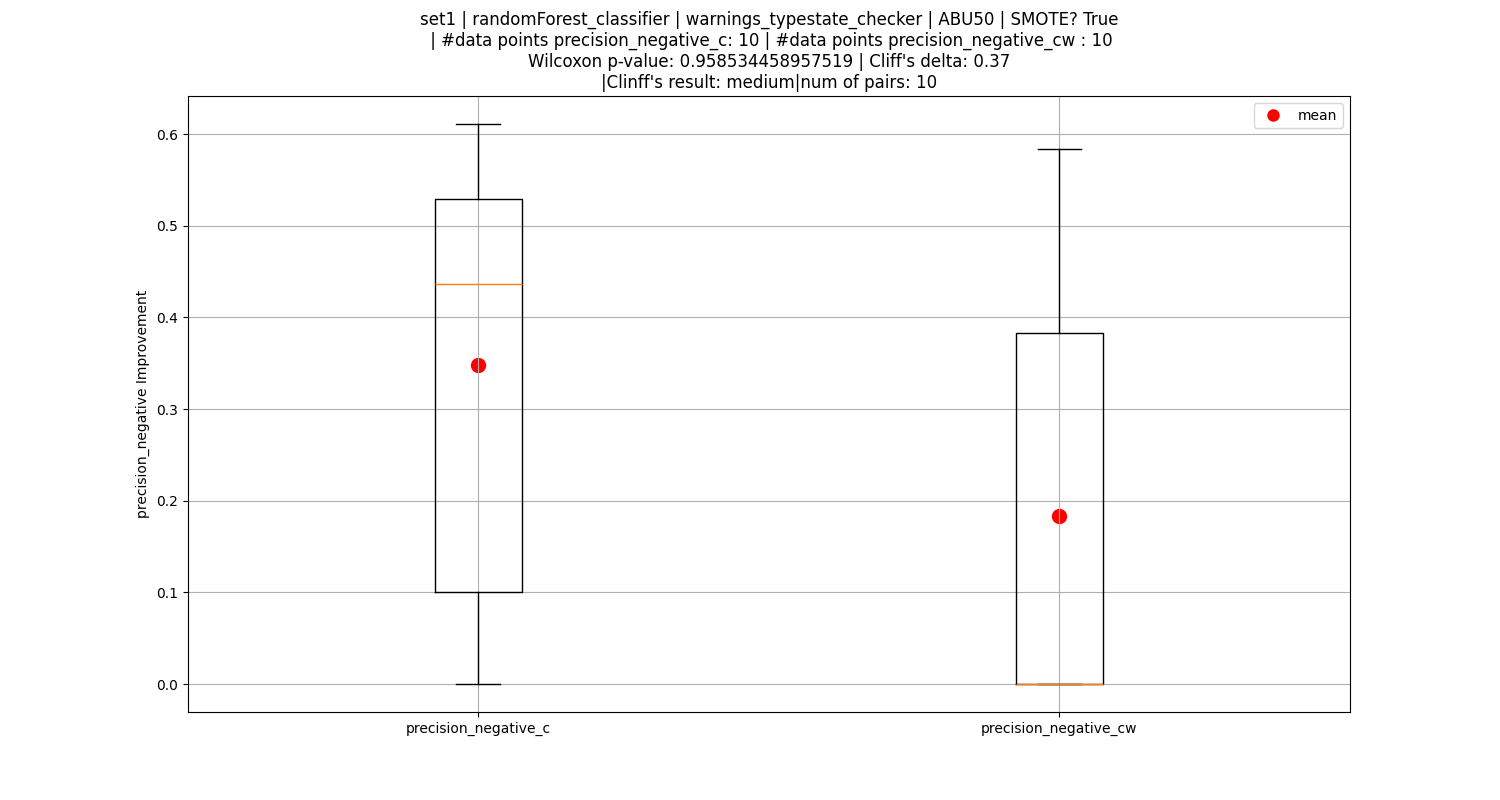 set1 | randomForest_classifier | warnings_typestate_checker | ABU50 | SMOTE? True
| #data points precision_negative_c: 10 | #data points precision_negative_cw : 10
Wilcoxon p-value: 0.958534458957519 | Cliff's delta: 0.37
|Clinff's result: medium|num of pairs: 10
mean
0.6
0.5
0.4
0.3
0.2
0.1
0.0
precision_negative Improvement
precision_negative_c
precision_negative_cw